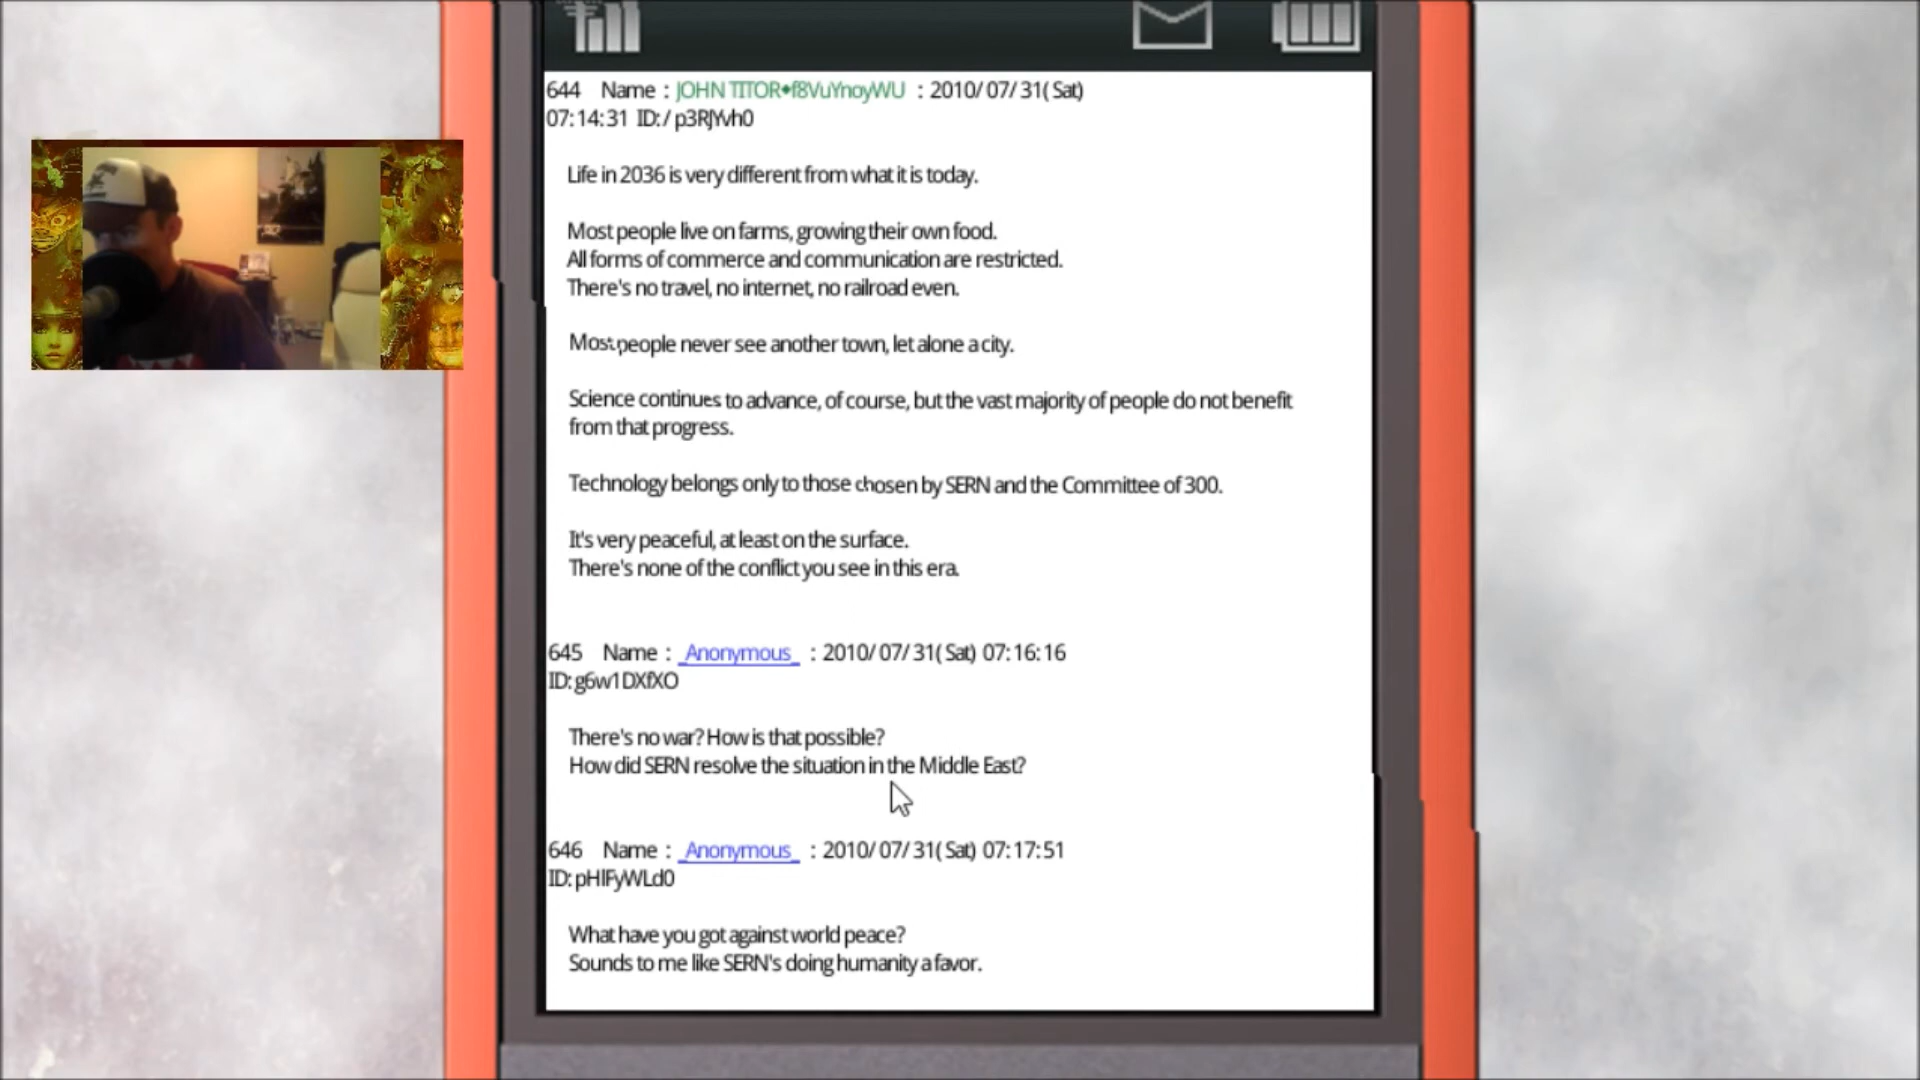 644 Name : JOHN TITOR◆f8VuYnoyWU : 2010/07/31(Sat)
07:14:31 ID:/p3RJYvh0
Life in 2036 is very different from what it is today.
Most people live on farms, growing their own food.
All forms of commerce and communication are restricted.
There's no travel, no internet, no railroad even.
Most people never see another town, let alone a city.
Science continues to advance, of course, but the vast majority of people do not benefit
from that progress.
Technology belongs only to those chosen by SERN and the Committee of 300.
It's very peaceful, at least on the surface.
There's none of the conflict you see in this era.
645 Name : _Anonymous_ : 2010/07/31(Sat) 07:16:16
ID:g6w1DXfXO
There's no war? How is that possible?
How did SERN resolve the situation in the Middle East?
646 Name : _Anonymous_ : 2010/07/31(Sat) 07:17:51
ID:pHlFyWLd0
What have you got against world peace?
Sounds to me like SERN's doing humanity a favor.